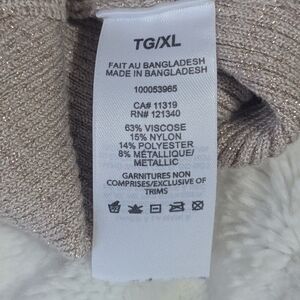 TG/XL
FAIT AU BANGLADESH
MADE IN BANGLADESH
100053965
CA# 11319
RN# 121340
63% VISCOSE
15% NYLON
14% POLYESTER
8% MÉTALLIQUE/
METALLIC
GARNITURES NON
COMPRISES/EXCLUSIVE OF
TRIMS